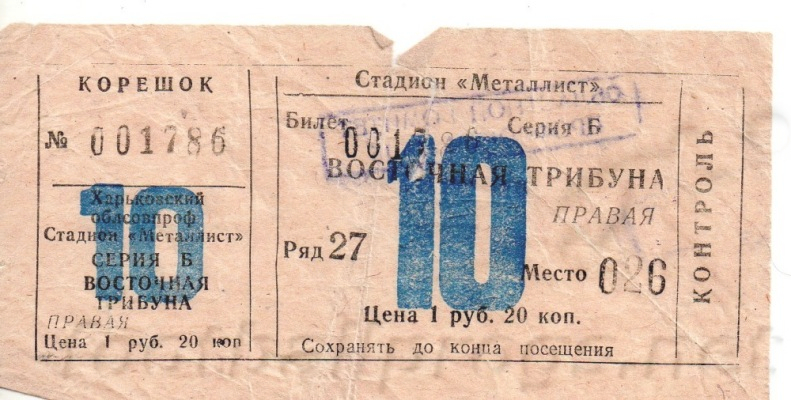 КОРЕШОК
№ 001786
10
Харьковский
облсовпроф
Стадион «Металлист»
СЕРИЯ Б
ВОСТОЧНАЯ
ТРИБУНА
ПРАВАЯ
Цена 1 руб. 20 коп
Стадион «Металлист»
Билет 001786 Серия Б
10
ВОСТОЧНАЯ ТРИБУНА
ПРАВАЯ
Ряд 27
Место 026
Цена 1 руб. 20 коп.
Сохранять до конца посещения
КОНТРОЛЬ